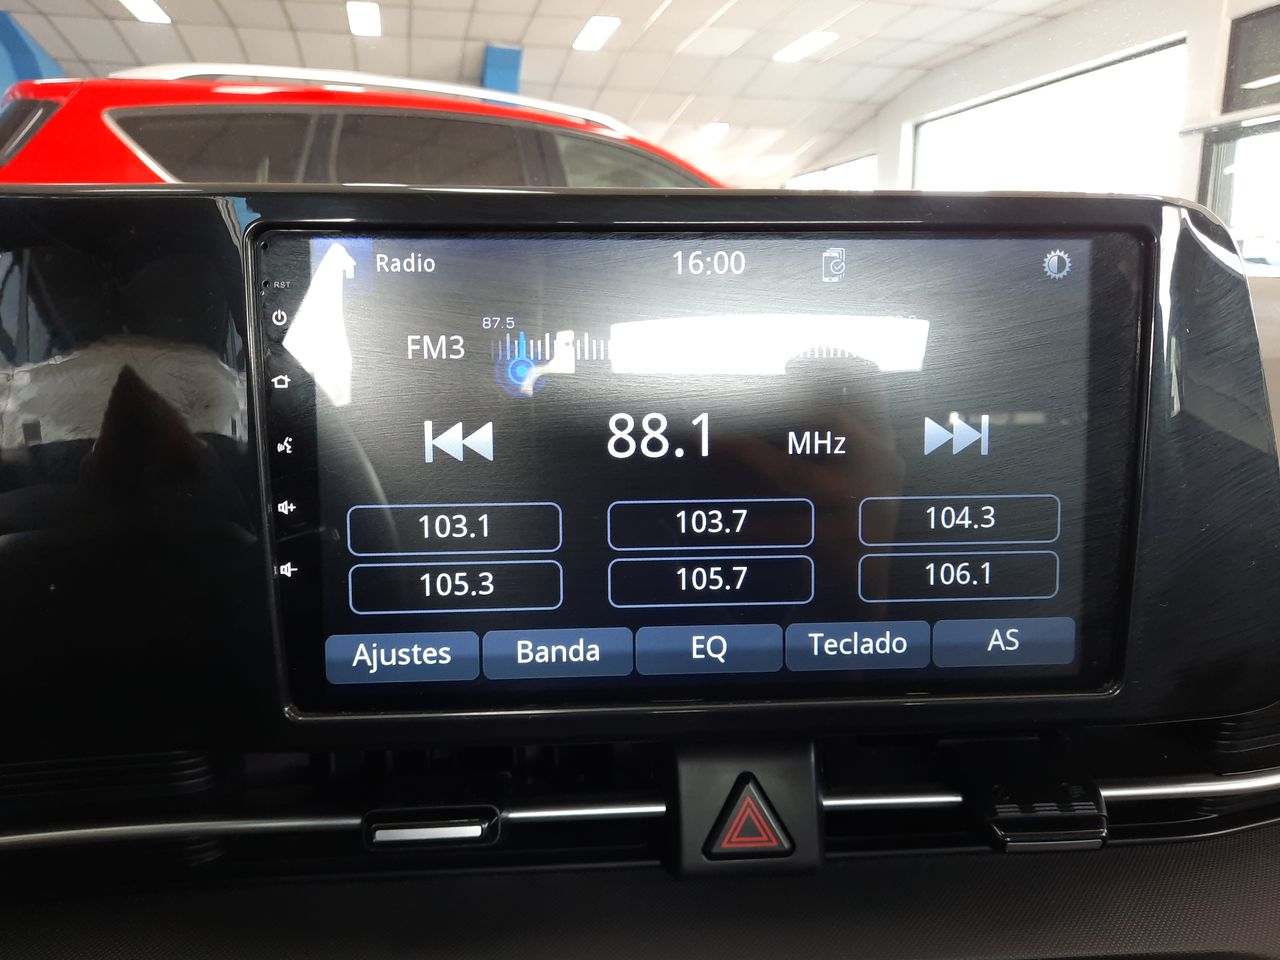 Radio 16:00
RST
87.5
FM3
88.1 MHz
103.1 103.7 104.3
105.3 105.7 106.1
Ajustes Banda EQ Teclado AS